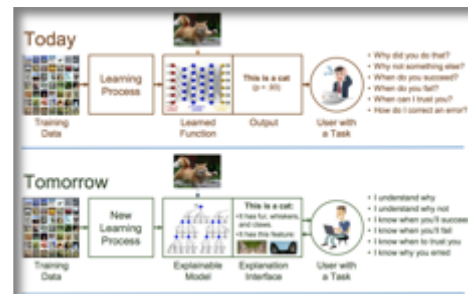 Today
Training
Data
Learning
Process
Learned
Function
This is a cat
(p = .93)
Output
User with
a Task
• Why did you do that?
• Why not something else?
• When do you succeed?
• When do you fail?
• When can I trust you?
• How do I correct an error?
Tomorrow
Training
Data
New
Learning
Process
Explainable
Model
This is a cat:
•It has fur, whiskers,
and claws.
•It has this feature:
Explanation
Interface
User with
a Task
• I understand why
• I understand why not
• I know when you'll succeed
• I know when you'll fail
• I know when to trust you
• I know why you erred